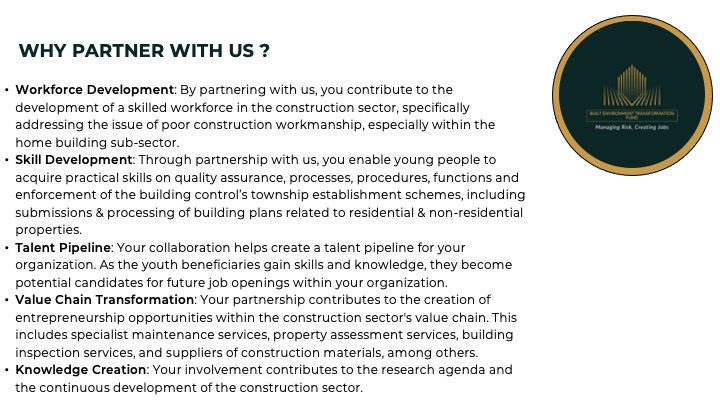 WHY PARTNER WITH US ?
• Workforce Development: By partnering with us, you contribute to the
development of a skilled workforce in the construction sector, specifically
addressing the issue of poor construction workmanship, especially within the
home building sub-sector.
• Skill Development: Through partnership with us, you enable young people to
acquire practical skills on quality assurance, processes, procedures, functions and
enforcement of the building control’s township establishment schemes, including
submissions & processing of building plans related to residential & non-residential
properties.
• Talent Pipeline: Your collaboration helps create a talent pipeline for your
organization. As the youth beneficiaries gain skills and knowledge, they become
potential candidates for future job openings within your organization.
• Value Chain Transformation: Your partnership contributes to the creation of
entrepreneurship opportunities within the construction sector's value chain. This
includes specialist maintenance services, property assessment services, building
inspection services, and suppliers of construction materials, among others.
• Knowledge Creation: Your involvement contributes to the research agenda and
the continuous development of the construction sector.
BUILT ENVIRONMENT TRANSFORMATION
FUND
Managing Risk, Creating Jobs